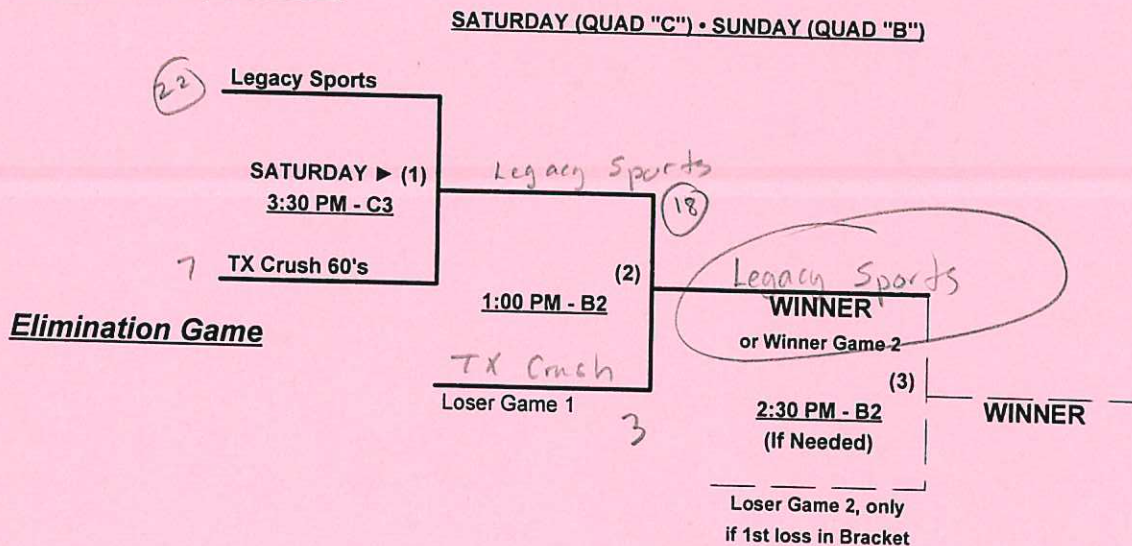 SATURDAY (QUAD "C") • SUNDAY (QUAD "B")
22 Legacy Sports
SATURDAY ► (1)
3:30 PM - C3
7 TX Crush 60's
Elimination Game
Legacy Sports
18
(2)
1:00 PM - B2
TX Crush
Loser Game 1
3
Legacy Sports
WINNER
or Winner Game 2
(3)
2:30 PM - B2
(If Needed)
WINNER
Loser Game 2, only
if 1st loss in Bracket